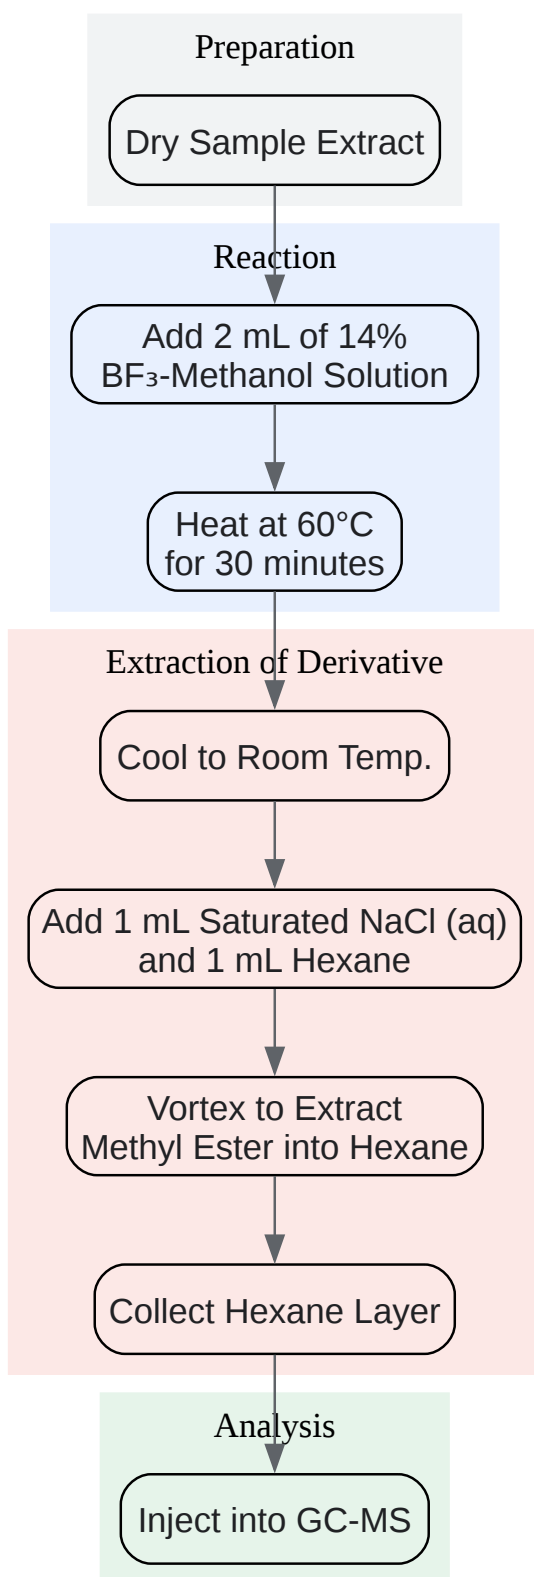 Preparation
Dry Sample Extract
Reaction
Add 2 mL of 14%
BF₃-Methanol Solution
Heat at 60°C
for 30 minutes
Extraction of Derivative
Cool to Room Temp.
Add 1 mL Saturated NaCl (aq)
and 1 mL Hexane
Vortex to Extract
Methyl Ester into Hexane
Collect Hexane Layer
Analysis
Inject into GC-MS